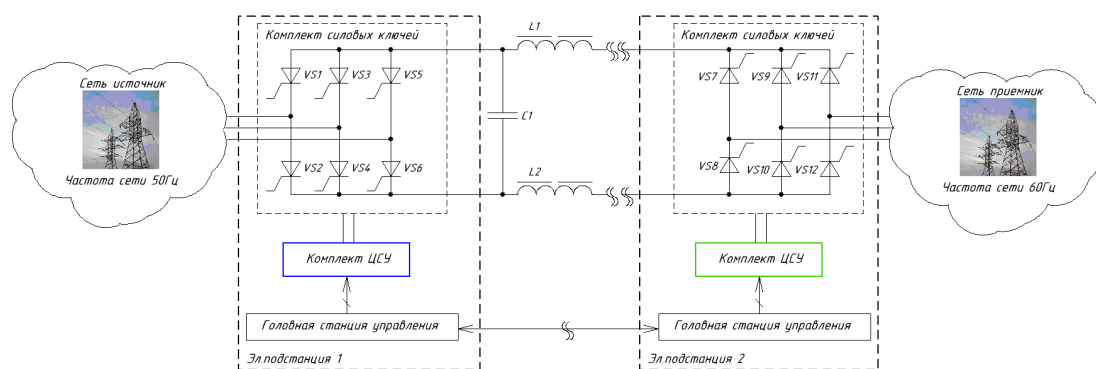 Комплект силовых ключей
L1
Комплект силовых ключей
VS1
VS3
VS5
VS7
VS9
VS11
Сеть источник
Сеть приемник
C1
VS2
VS4
VS6
VS8
VS10
VS12
Частота сети 50Гц
L2
Частота сети 60Гц
Комплект ЦСУ
Комплект ЦСУ
Головная станция управления
Головная станция управления
Эл.подстанция 1
Эл.подстанция 2